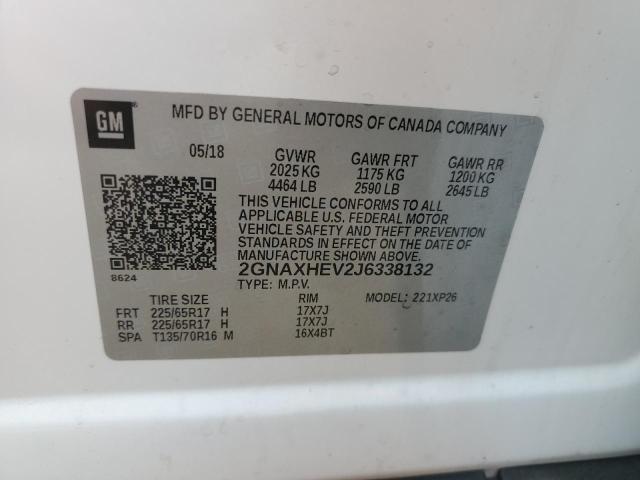 GM
MFD BY GENERAL MOTORS OF CANADA COMPANY
05/18 GVWR GAWR FRT GAWR RR
2025 KG 1175 KG 1200 KG
4464 LB 2590 LB 2645 LB
THIS VEHICLE CONFORMS TO ALL
APPLICABLE U.S. FEDERAL MOTOR
VEHICLE SAFETY AND THEFT PREVENTION
STANDARDS IN EFFECT ON THE DATE OF
MANUFACTURE SHOWN ABOVE.
2GNAXHEV2J6338132
8624
TYPE: M.P.V. MODEL: 221XP26
TIRE SIZE RIM
FRT 225/65R17 H 17X7J
RR 225/65R17 H 17X7J
SPA T135/70R16 M 16X4BT